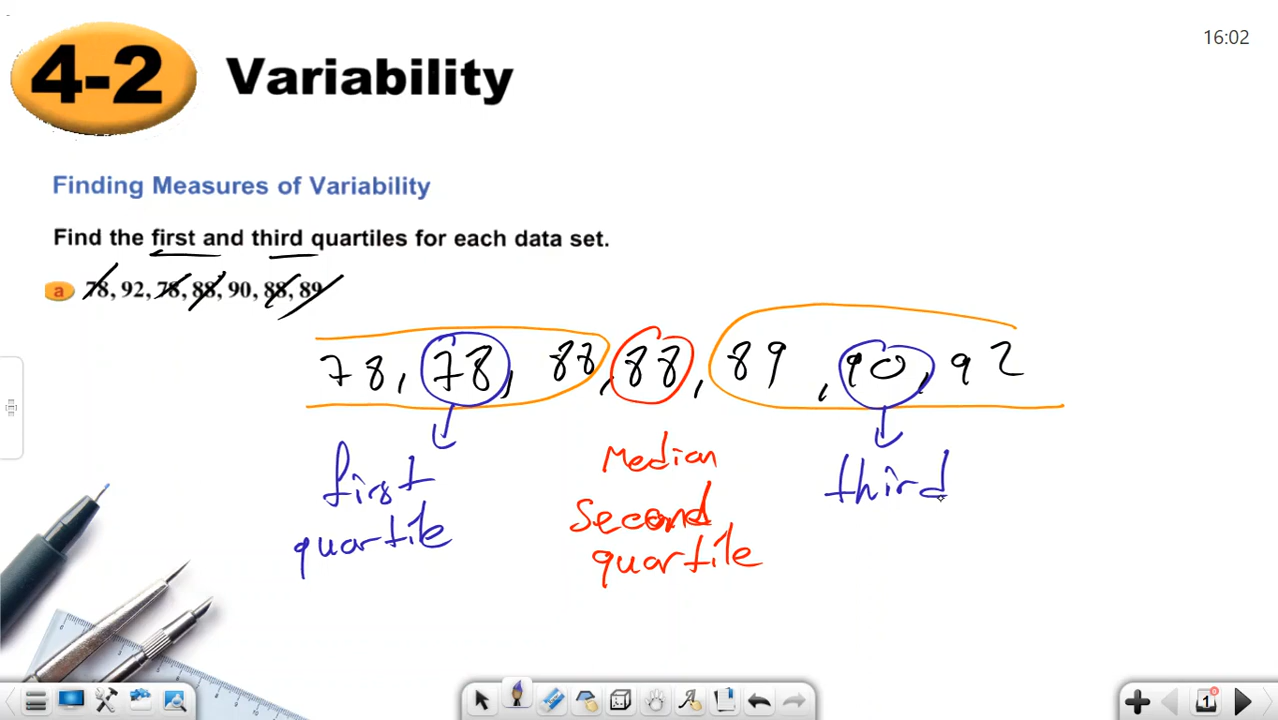 16:02
4-2 Variability
Finding Measures of Variability
Find the first and third quartiles for each data set.
a 78, 92, 78, 88, 90, 88, 89
78, 78, 88, 88, 89, 90, 92
first
quartile
Median
Second
quartile
third
1